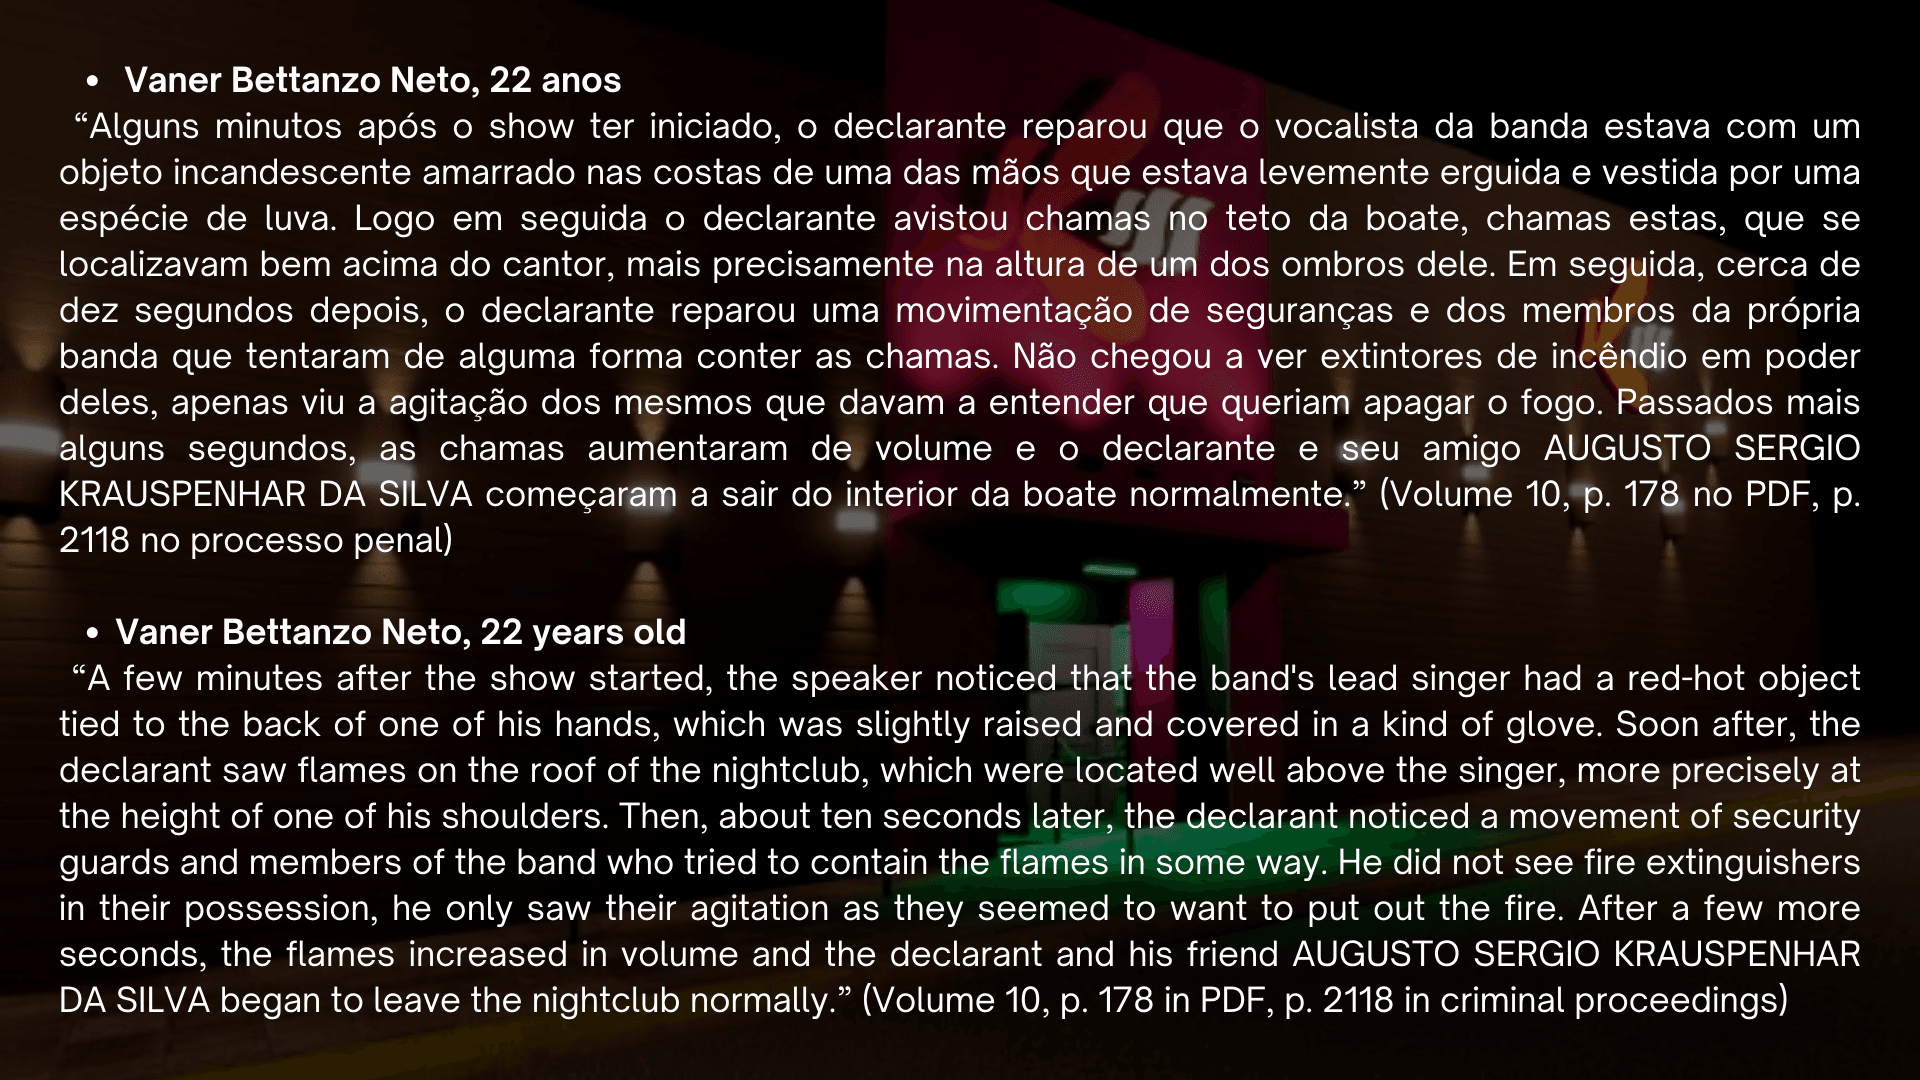 • Vaner Bettanzo Neto, 22 anos
“Alguns minutos após o show ter iniciado, o declarante reparou que o vocalista da banda estava com um
objeto incandescente amarrado nas costas de uma das mãos que estava levemente erguida e vestida por uma
espécie de luva. Logo em seguida o declarante avistou chamas no teto da boate, chamas estas, que se
localizavam bem acima do cantor, mais precisamente na altura de um dos ombros dele. Em seguida, cerca de
dez segundos depois, o declarante reparou uma movimentação de seguranças e dos membros da própria
banda que tentaram de alguma forma conter as chamas. Não chegou a ver extintores de incêndio em poder
deles, apenas viu a agitação dos mesmos que davam a entender que queriam apagar o fogo. Passados mais
alguns segundos, as chamas aumentaram de volume e o declarante e seu amigo AUGUSTO SERGIO
KRAUSPENHAR DA SILVA começaram a sair do interior da boate normalmente.” (Volume 10, p. 178 no PDF, p.
2118 no processo penal)
• Vaner Bettanzo Neto, 22 years old
“A few minutes after the show started, the speaker noticed that the band's lead singer had a red-hot object
tied to the back of one of his hands, which was slightly raised and covered in a kind of glove. Soon after, the
declarant saw flames on the roof of the nightclub, which were located well above the singer, more precisely at
the height of one of his shoulders. Then, about ten seconds later, the declarant noticed a movement of security
guards and members of the band who tried to contain the flames in some way. He did not see fire extinguishers
in their possession, he only saw their agitation as they seemed to want to put out the fire. After a few more
seconds, the flames increased in volume and the declarant and his friend AUGUSTO SERGIO KRAUSPENHAR
DA SILVA began to leave the nightclub normally.” (Volume 10, p. 178 in PDF, p. 2118 in criminal proceedings)